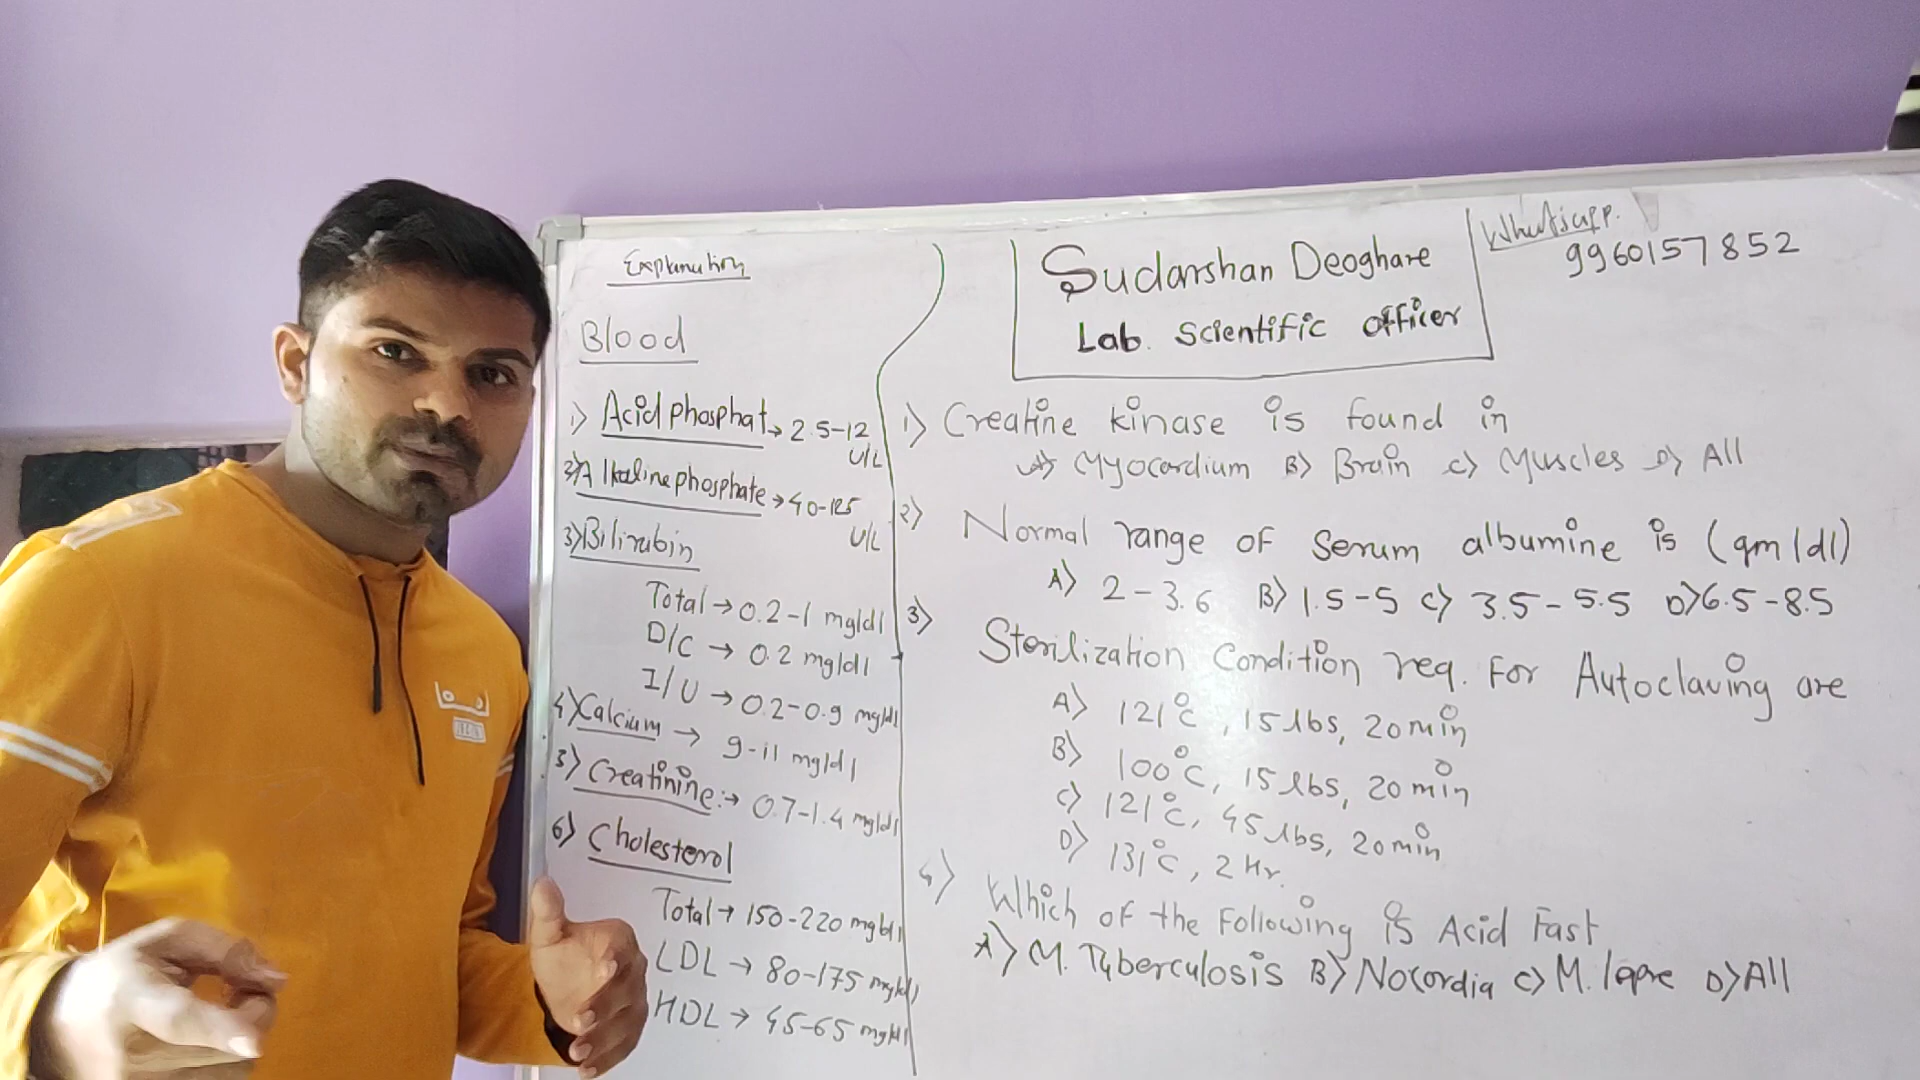 Explanation
Blood
1) Acid phosphat → 2.5-12
U/L
2) Alkaline phosphate → 40-125
U/L
3) Bilirubin
Total → 0.2-1 mg/dl
D/C → 0.2 mg/dl
I/U → 0.2-0.9 mg/dl
4) Calcium → 9-11 mg/dl
5) Creatinine:→ 0.7-1.4 mg/dl
6) Cholesterol
Total → 150-220 mg/dl
LDL → 80-175 mg/dl
HDL → 45-65 mg/dl
Sudarshan Deoghare
Lab. Scientific officer
Whatsapp.
9960157852
1) Creatine kinase is found in
A) Myocardium B) Brain C) Muscles D) All
2) Normal range of Serum albumine is (gm/dl)
A) 2-3.6 B) 1.5-5 C) 3.5-5.5 D) 6.5-8.5
3) Sterilization Condition req. For Autoclaving are
A) 121°C, 15 lbs, 20 min
B) 100°C, 15 lbs, 20 min
C) 121°C, 45 lbs, 20 min
D) 131°C, 2 Hr.
4) Which of the Following is Acid Fast
A) M. Tuberculosis B) Nocordia C) M. lapre D) All